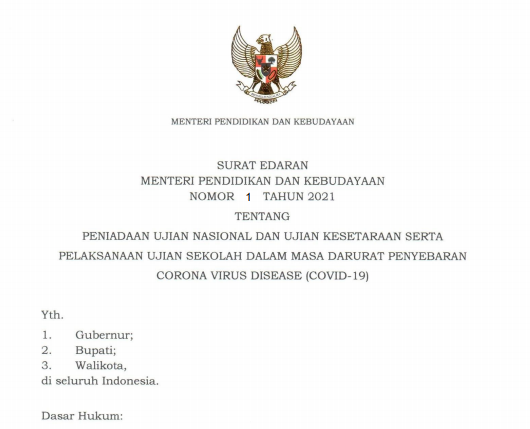 MENTERI PENDIDIKAN DAN KEBUDAYAAN
SURAT EDARAN
MENTERI PENDIDIKAN DAN KEBUDAYAAN
NOMOR 1 TAHUN 2021
TENTANG
PENIADAAN UJIAN NASIONAL DAN UJIAN KESETARAAN SERTA
PELAKSANAAN UJIAN SEKOLAH DALAM MASA DARURAT PENYEBARAN
CORONA VIRUS DISEASE (COVID-19)
Yth.
1. Gubernur;
2. Bupati;
3. Walikota,
di seluruh Indonesia.
Dasar Hukum: